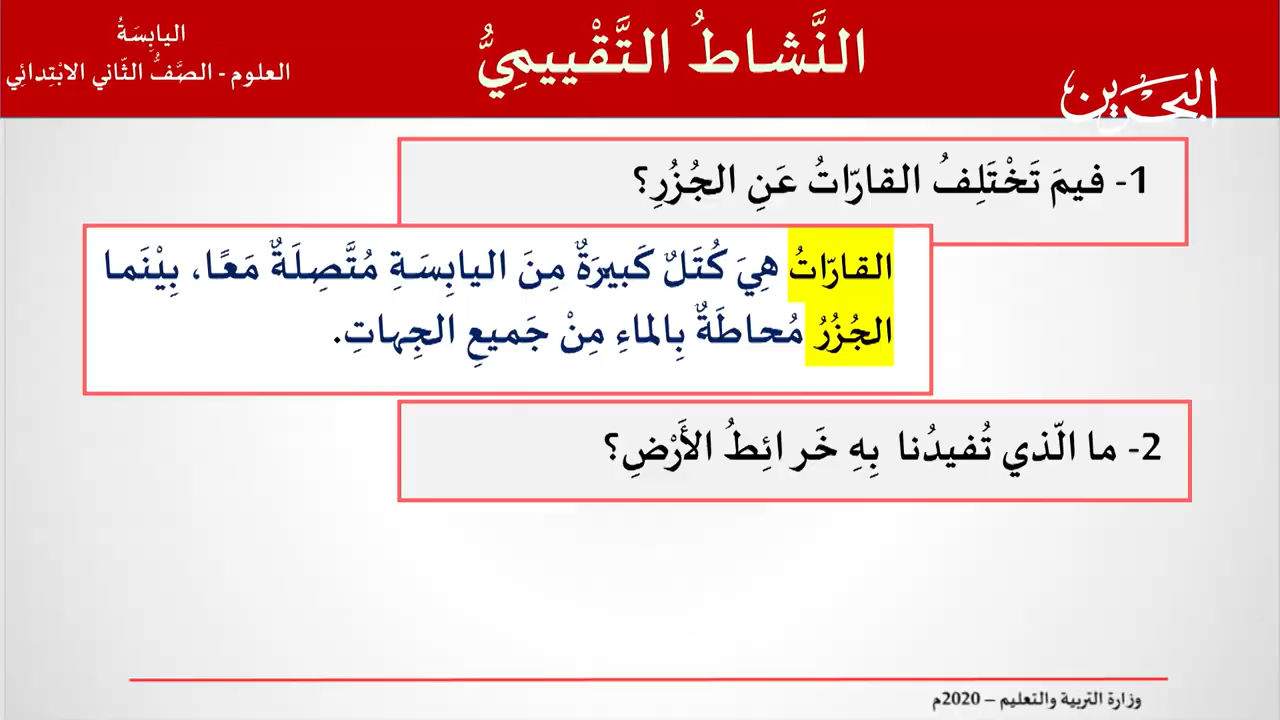 اليابِسَةُ
العلوم - الصَّفُّ الثّاني الابْتِدائِي
النَّشاطُ التَّقْييمِيُّ
البحرين
1- فيمَ تَخْتَلِفُ القارّاتُ عَنِ الجُزُرِ؟
القارّاتُ هِيَ كُتَلٌ كَبيرَةٌ مِنَ اليابِسَةِ مُتَّصِلَةٌ مَعًا، بِيْنَما
الجُزُرُ مُحاطَةٌ بِالماءِ مِنْ جَميعِ الجِهاتِ.
2- ما الّذي تُفيدُنا بِهِ خَرائِطُ الأَرْضِ؟
وزارة التربية والتعليم – 2020م